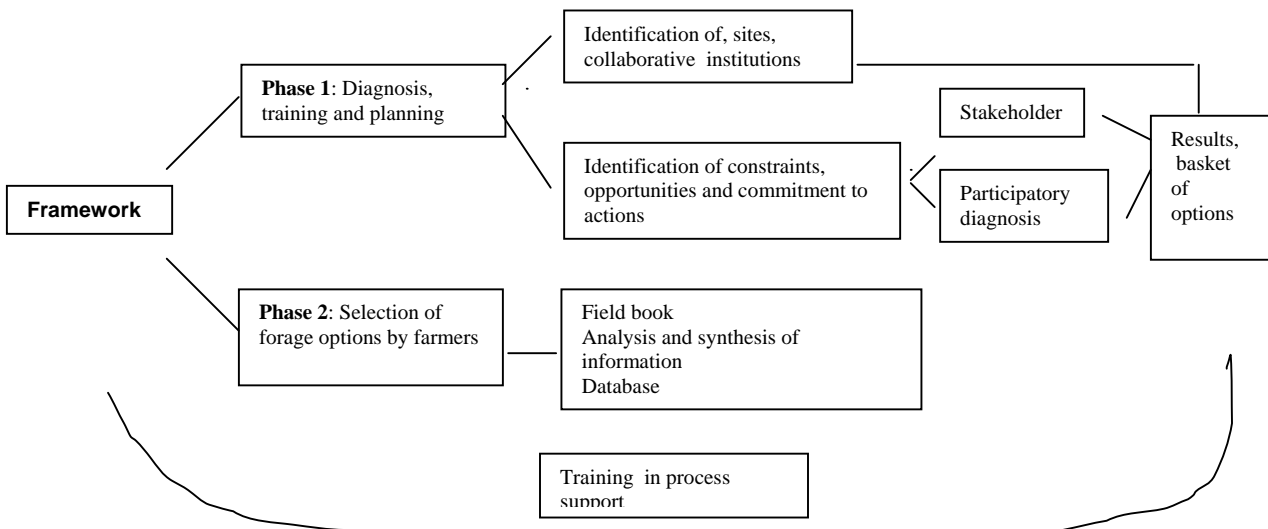 Framework
Phase 1: Diagnosis,
training and planning
Identification of, sites,
collaborative institutions
Identification of constraints,
opportunities and commitment to
actions
Stakeholder
Participatory
diagnosis
Results,
basket
of
options
Phase 2: Selection of
forage options by farmers
Field book
Analysis and synthesis of
information
Database
Training in process
support